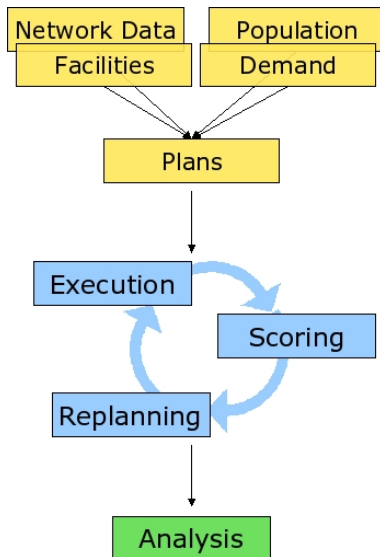 Network Data
Population
Facilities
Demand
Plans
Execution
Scoring
Replanning
Analysis